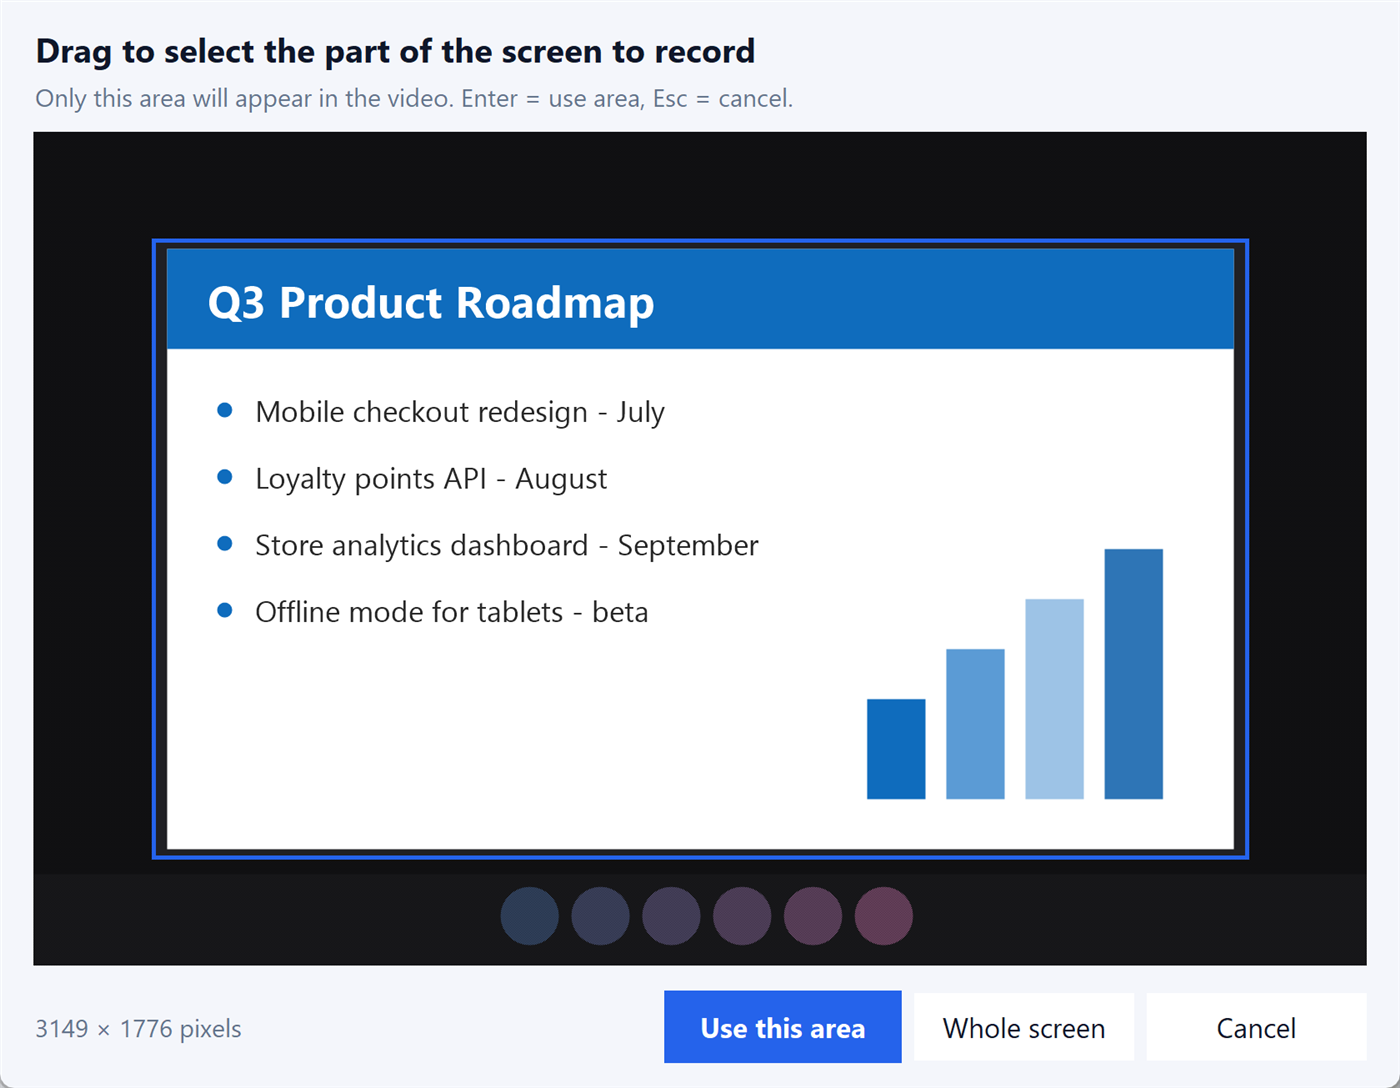 Drag to select the part of the screen to record
Only this area will appear in the video. Enter = use area, Esc = cancel.
Q3 Product Roadmap
Mobile checkout redesign - July
Loyalty points API - August
Store analytics dashboard - September
Offline mode for tablets - beta
3149 × 1776 pixels
Use this area
Whole screen
Cancel